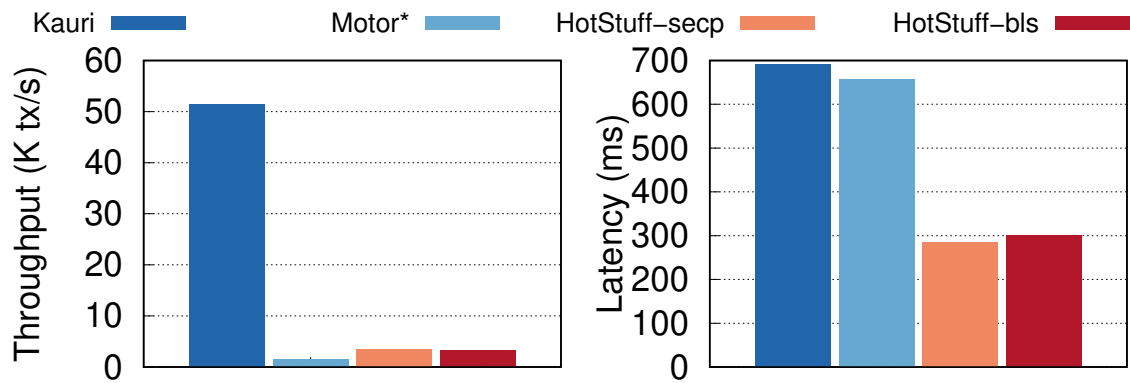 Kauri
Motor*
HotStuff-secp
HotStuff-bls
Throughput (K tx/s)
60
50
40
30
20
10
0
Latency (ms)
700
600
500
400
300
200
100
0